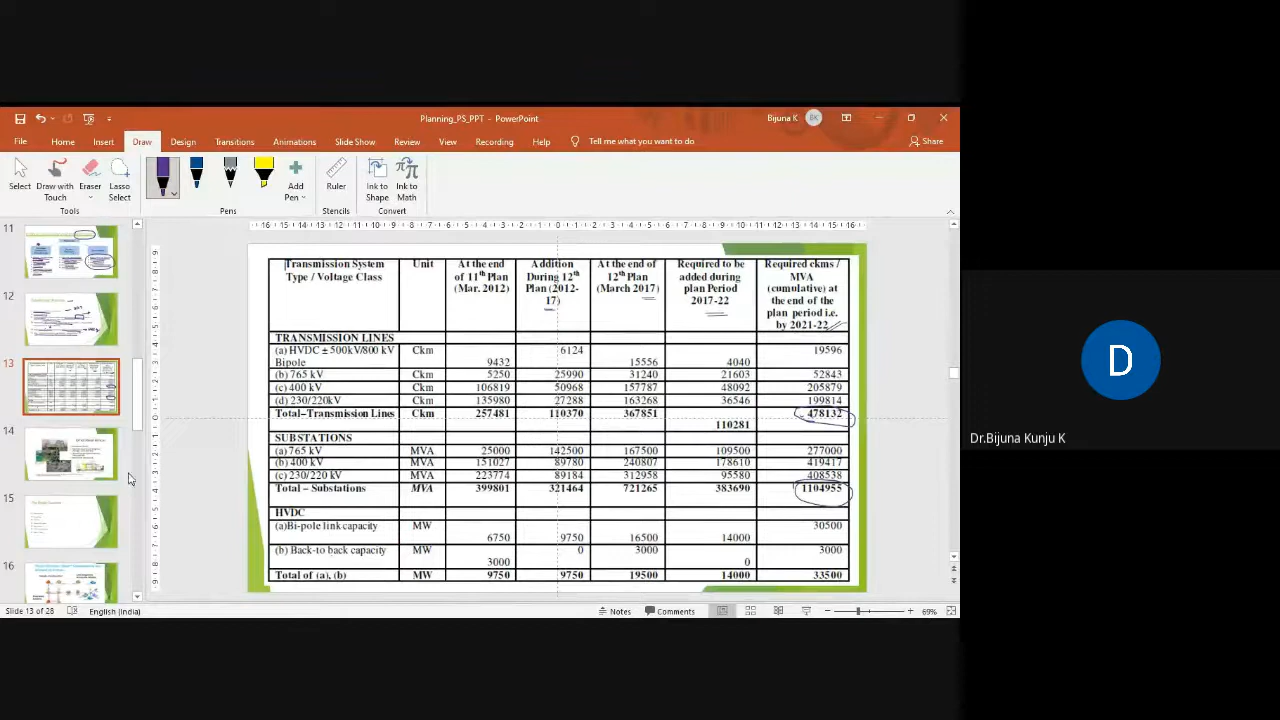 Planning_PS_PPT - PowerPoint
Bijuna K
BK
File Home Insert Draw Design Transitions Animations Slide Show Review Recording View Help Tell me what you want to do Share
Select
Draw with Touch
Eraser
Lasso Select
Add Pen
Ruler
Ink to Shape
Ink to Math
Tools
Pens
Stencils
Convert
11
12
13
14
15
16
Transmission System Type / Voltage Class Unit At the end of 11th Plan (Mar. 2012) Addition During 12th Plan (2012-17) At the end of 12th Plan (March 2017) Required to be added during plan Period 2017-22 Required ckms / MVA (cumulative) at the end of the plan period i.e. by 2021-22
TRANSMISSION LINES
(a) HVDC ± 500kV/800 kV Bipole Ckm 9432 6124 15556 4040 19596
(b) 765 kV Ckm 5250 25990 31240 21603 52843
(c) 400 kV Ckm 106819 50968 157787 48092 205879
(d) 230/220kV Ckm 135980 27288 163268 36546 199814
Total–Transmission Lines Ckm 257481 110370 367851 110281 478132
SUBSTATIONS
(a) 765 kV MVA 25000 142500 167500 109500 277000
(b) 400 kV MVA 151027 89780 240807 178610 419417
(c) 230/220 kV MVA 223774 89184 312958 95580 408538
Total – Substations MVA 399801 321464 721265 383690 1104955
HVDC
(a)Bi-pole link capacity MW 6750 9750 16500 14000 30500
(b) Back-to back capacity MW 3000 0 3000 0 3000
Total of (a), (b) MW 9750 9750 19500 14000 33500
Slide 13 of 28
English (India)
Notes
Comments
69%
D
Dr.Bijuna Kunju K